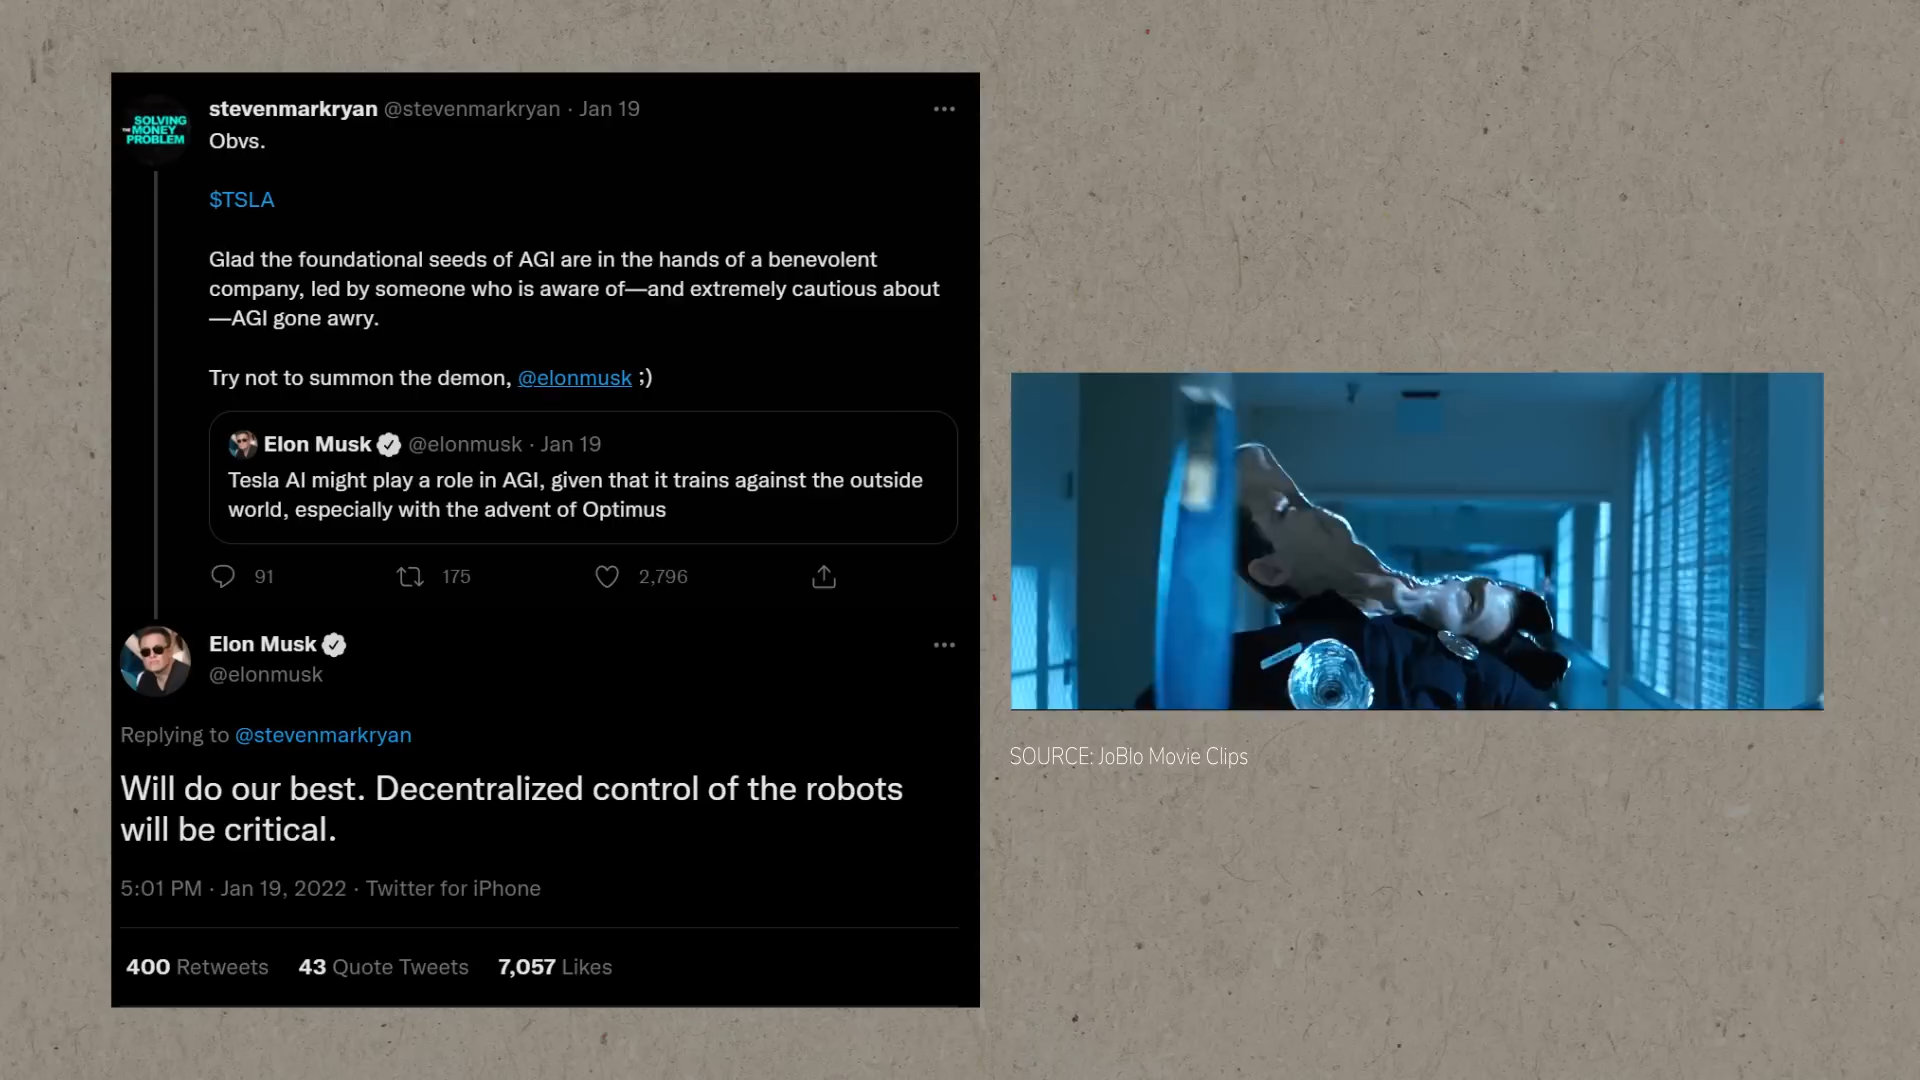 stevenmarkryan @stevenmarkryan · Jan 19
SOLVING
THE MONEY
PROBLEM
Obvs.
$TSLA
Glad the foundational seeds of AGI are in the hands of a benevolent
company, led by someone who is aware of—and extremely cautious about
—AGI gone awry.
Try not to summon the demon, @elonmusk ;)
Elon Musk @elonmusk · Jan 19
Tesla AI might play a role in AGI, given that it trains against the outside
world, especially with the advent of Optimus
91 175 2,796
Elon Musk
@elonmusk
Replying to @stevenmarkryan
Will do our best. Decentralized control of the robots
will be critical.
5:01 PM · Jan 19, 2022 · Twitter for iPhone
400 Retweets 43 Quote Tweets 7,057 Likes
SOURCE: JoBlo Movie Clips